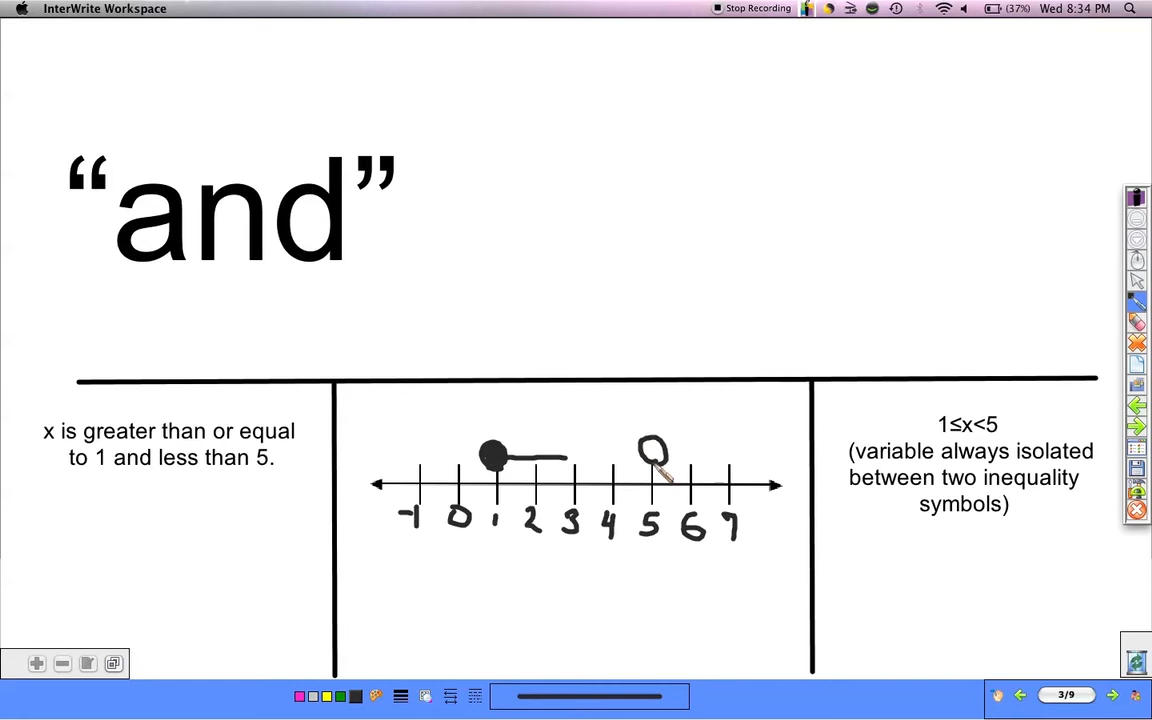 InterWrite Workspace
Stop Recording
(37%) Wed 8:34 PM
“and”
x is greater than or equal
to 1 and less than 5.
-1 0 1 2 3 4 5 6 7
1≤x<5
(variable always isolated
between two inequality
symbols)
3/9